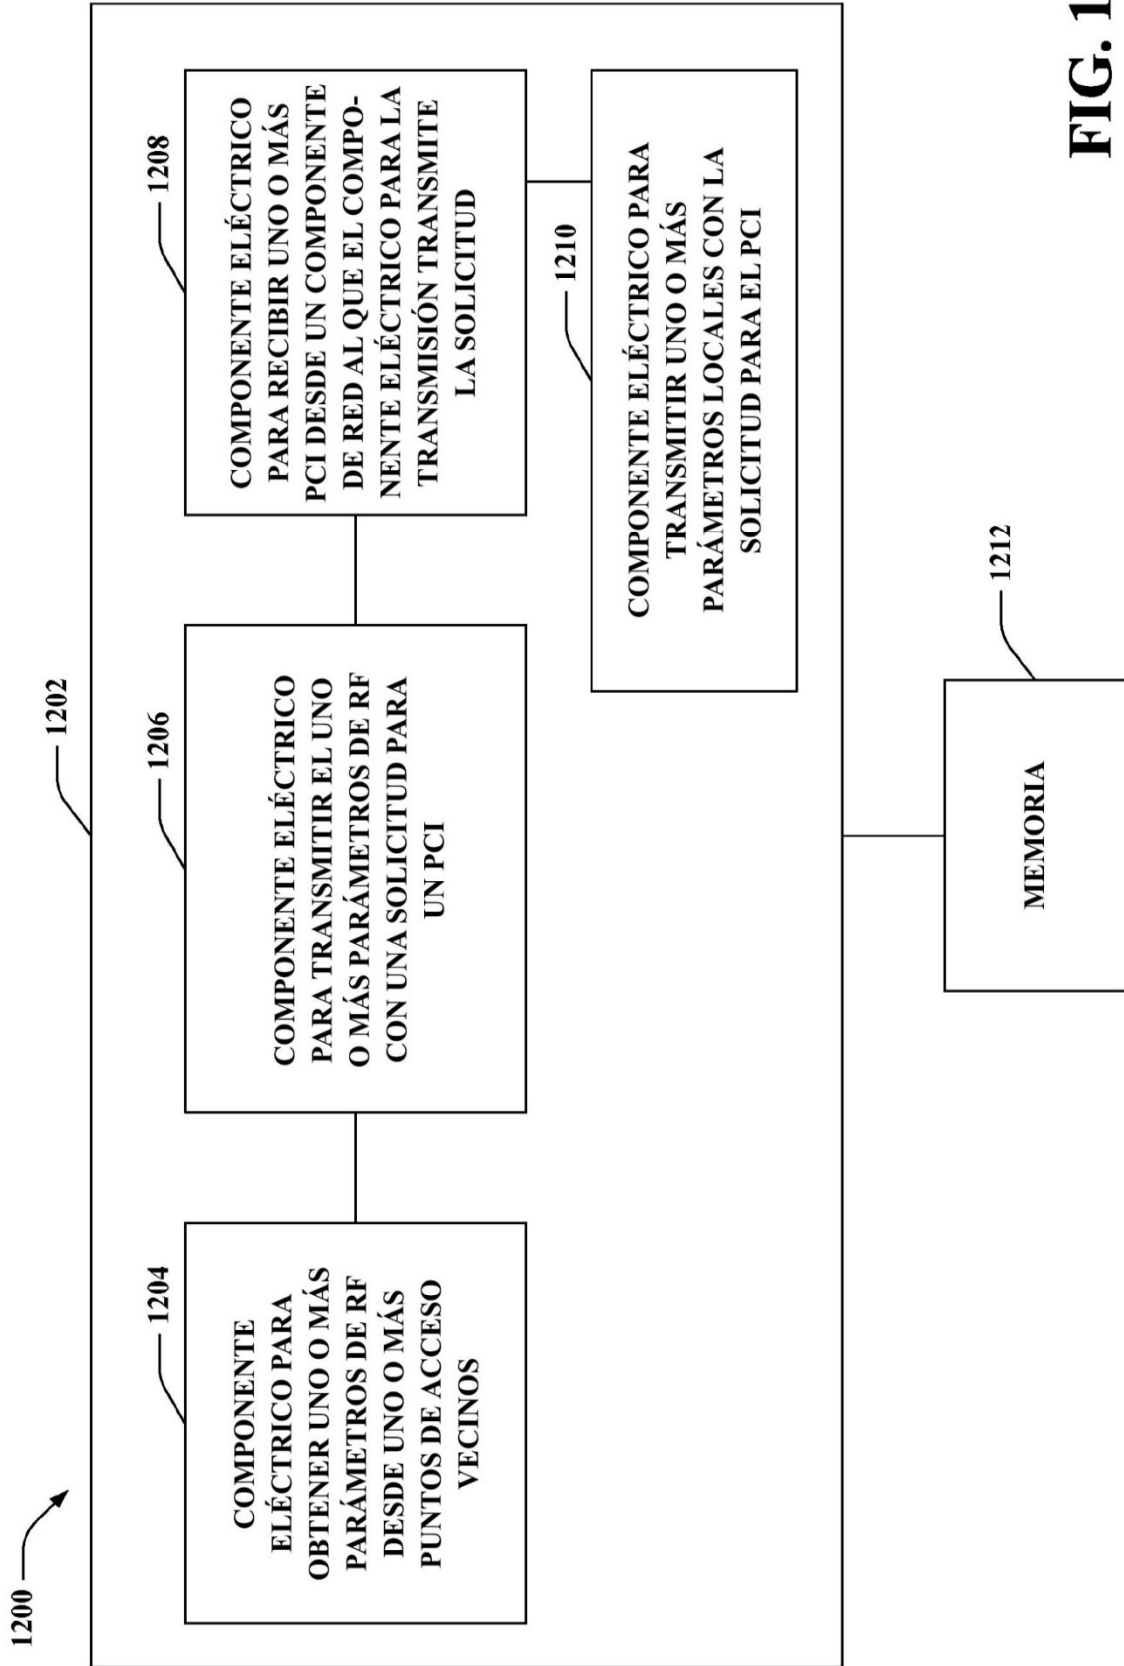 1200
1202
1204
COMPONENTE
ELÉCTRICO PARA
OBTENER UNO O MÁS
PARÁMETROS DE RF
DESDE UNO O MÁS
PUNTOS DE ACCESO
VECINOS
1206
COMPONENTE ELÉCTRICO
PARA TRANSMITIR EL UNO
O MÁS PARÁMETROS DE RF
CON UNA SOLICITUD PARA
UN PCI
1208
COMPONENTE ELÉCTRICO
PARA RECIBIR UNO O MÁS
PCI DESDE UN COMPONENTE
DE RED AL QUE EL COMPO-
NENTE ELÉCTRICO PARA LA
TRANSMISIÓN TRANSMITE
LA SOLICITUD
1210
COMPONENTE ELÉCTRICO PARA
TRANSMITIR UNO O MÁS
PARÁMETROS LOCALES CON LA
SOLICITUD PARA EL PCI
1212
MEMORIA
FIG. 1